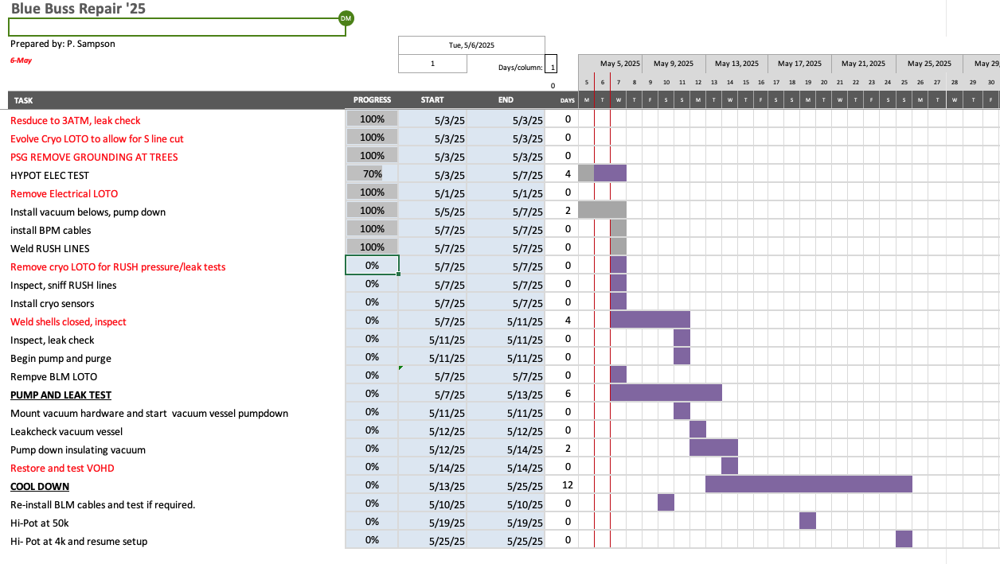 Blue Buss Repair '25
DM
Prepared by: P. Sampson
Tue, 5/6/2025
6-May
1 Days/column: 1
May 5, 2025 May 9, 2025 May 13, 2025 May 17, 2025 May 21, 2025 May 25, 2025 May 29,
0 5 6 7 8 9 10 11 12 13 14 15 16 17 18 19 20 21 22 23 24 25 26 27 28 29 30
TASK PROGRESS START END DAYS M T W T F S S M T W T F S S M T W T F S S M T W T F
Resduce to 3ATM, leak check 100% 5/3/25 5/3/25 0
Evolve Cryo LOTO to allow for S line cut 100% 5/3/25 5/3/25 0
PSG REMOVE GROUNDING AT TREES 100% 5/3/25 5/3/25 0
HYPOT ELEC TEST 70% 5/3/25 5/7/25 4
Remove Electrical LOTO 100% 5/1/25 5/1/25 0
Install vacuum belows, pump down 100% 5/5/25 5/7/25 2
install BPM cables 100% 5/7/25 5/7/25 0
Weld RUSH LINES 100% 5/7/25 5/7/25 0
Remove cryo LOTO for RUSH pressure/leak tests 0% 5/7/25 5/7/25 0
Inspect, sniff RUSH lines 0% 5/7/25 5/7/25 0
Install cryo sensors 0% 5/7/25 5/7/25 0
Weld shells closed, inspect 0% 5/7/25 5/11/25 4
Inspect, leak check 0% 5/11/25 5/11/25 0
Begin pump and purge 0% 5/11/25 5/11/25 0
Rempve BLM LOTO 0% 5/7/25 5/7/25 0
PUMP AND LEAK TEST 0% 5/7/25 5/13/25 6
Mount vacuum hardware and start vacuum vessel pumpdown 0% 5/11/25 5/11/25 0
Leakcheck vacuum vessel 0% 5/12/25 5/12/25 0
Pump down insulating vacuum 0% 5/12/25 5/14/25 2
Restore and test VOHD 0% 5/14/25 5/14/25 0
COOL DOWN 0% 5/13/25 5/25/25 12
Re-install BLM cables and test if required. 0% 5/10/25 5/10/25 0
Hi-Pot at 50k 0% 5/19/25 5/19/25 0
Hi- Pot at 4k and resume setup 0% 5/25/25 5/25/25 0